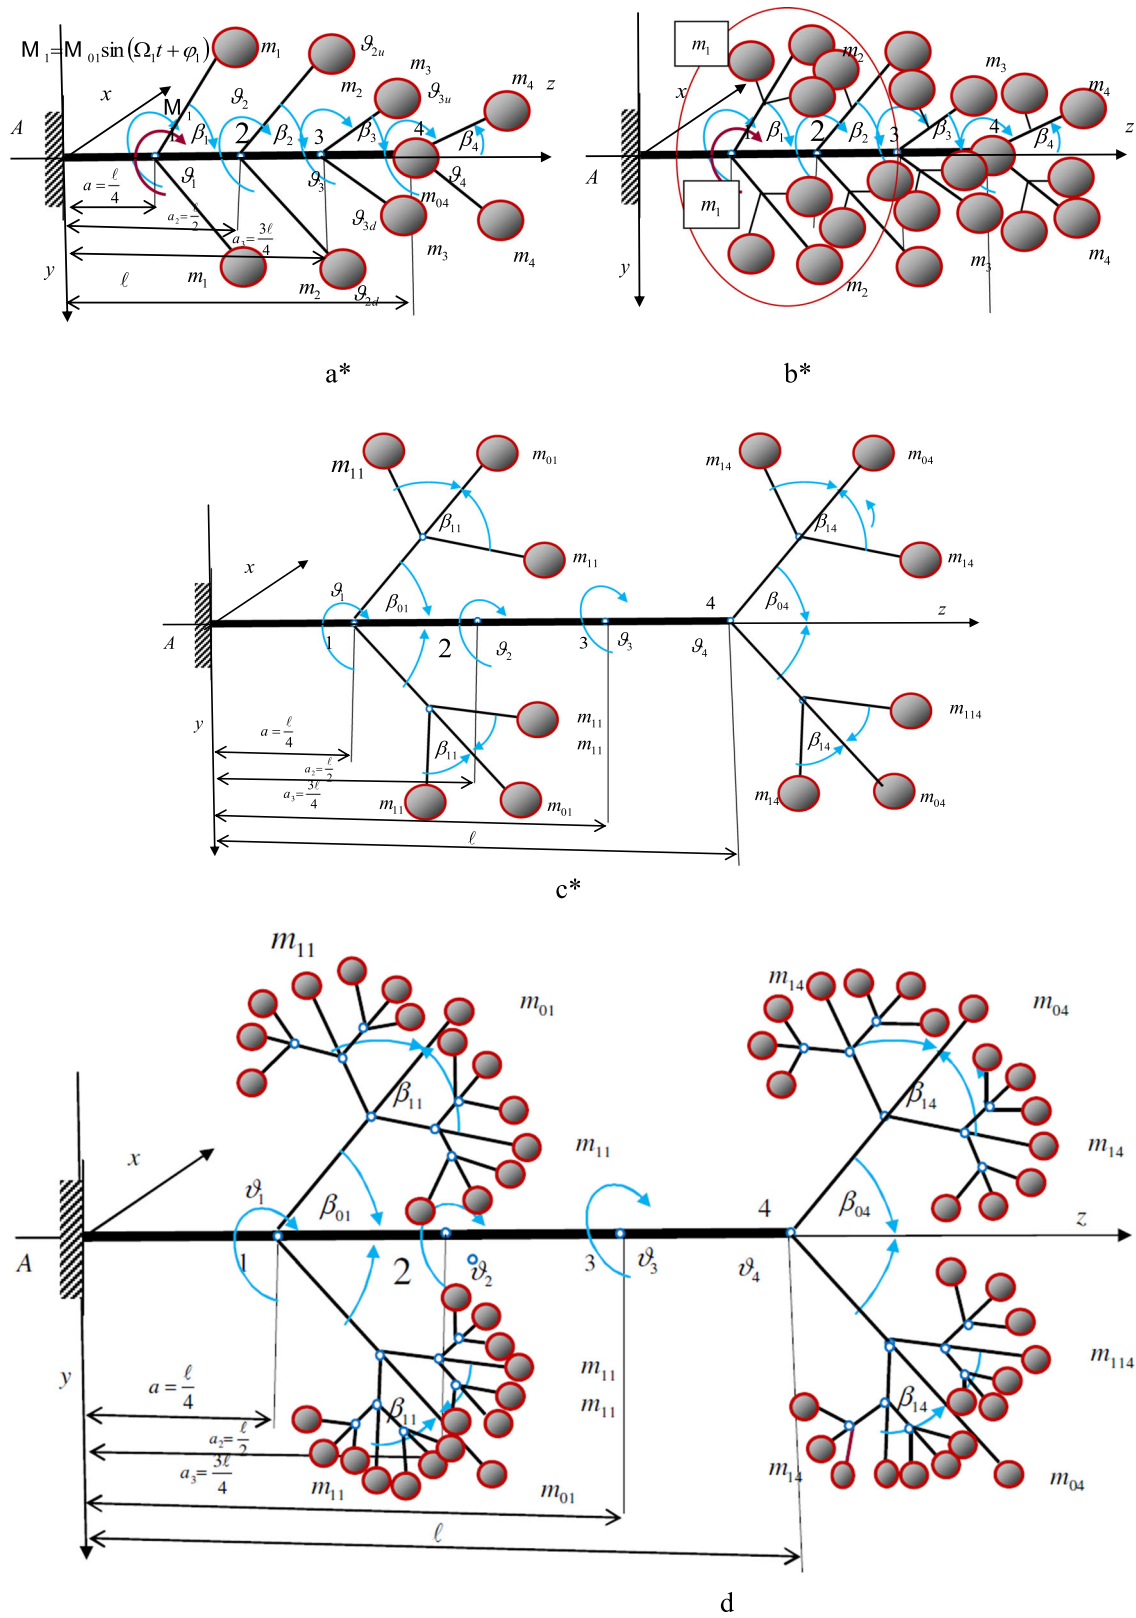 M₁=M₀₁sin(Ω₁t+φ₁)
m₁
ϑ₂ᵤ
m₃
m₂
ϑ₃ᵤ
m₄
z
x
M₁
ϑ₂
A
1
β₁
2
β₂
3
β₃
4
β₄
ϑ₁
ϑ₃
ϑ₄
a=ℓ/4
m₀₄
a₂=ℓ/2
ϑ₃d
a₃=3ℓ/4
m₃
m₄
y
ℓ
m₁
m₂
ϑ₂d
a*
m₁
m₂
m₃
m₄
x
1
β₁
2
β₂
3
β₃
4
β₄
z
A
m₁
y
m₂
m₃
m₄
b*
m₁₁
m₀₁
m₁₄
m₀₄
β₁₁
β₁₄
m₁₁
m₁₄
x
ϑ₁
β₀₁
4
β₀₄
z
A
1
2
ϑ₂
3
ϑ₃
ϑ₄
y
a=ℓ/4
m₁₁
m₁₁
m₁₁₄
β₁₁
β₁₄
a₂=ℓ/2
a₃=3ℓ/4
m₁₁
m₀₁
m₁₄
m₀₄
ℓ
c*
m₁₁
m₀₁
m₁₄
m₀₄
β₁₁
β₁₄
m₁₁
m₁₄
x
ϑ₁
β₀₁
4
β₀₄
z
A
1
2
ϑ₂
3
ϑ₃
ϑ₄
y
a=ℓ/4
m₁₁
m₁₁
m₁₁₄
β₁₁
β₁₄
a₂=ℓ/2
a₃=3ℓ/4
m₁₁
m₀₁
m₁₄
m₀₄
ℓ
d